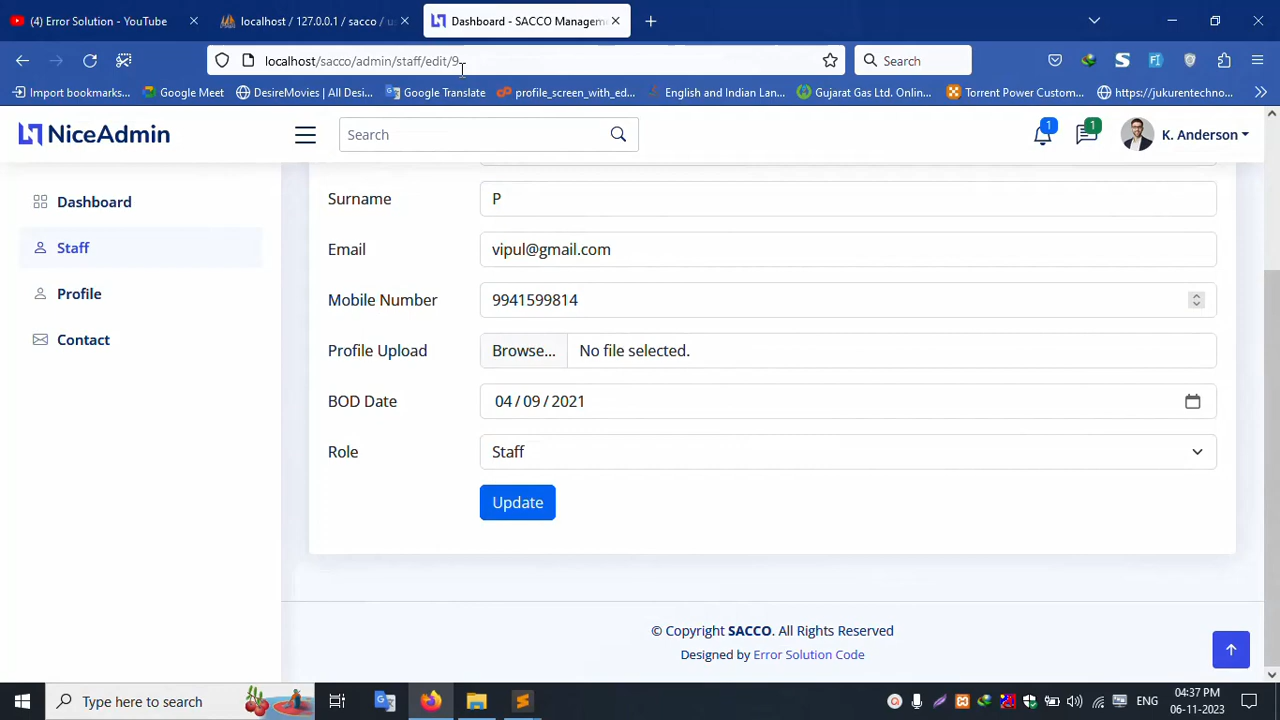 (4) Error Solution - YouTube
localhost / 127.0.0.1 / sacco / u
Dashboard - SACCO Managem
localhost/sacco/admin/staff/edit/9
Search
Import bookmarks...
Google Meet
DesireMovies | All Desi...
Google Translate
profile_screen_with_ed...
English and Indian Lan...
Gujarat Gas Ltd. Onlin...
Torrent Power Custom...
https://jukurentechno...
NiceAdmin
Search
1
1
K. Anderson
Dashboard
Staff
Profile
Contact
Surname
P
Email
vipul@gmail.com
Mobile Number
9941599814
Profile Upload
Browse... No file selected.
BOD Date
04/09/2021
Role
Staff
Update
© Copyright SACCO. All Rights Reserved
Designed by Error Solution Code
Type here to search
ENG
04:37 PM
06-11-2023